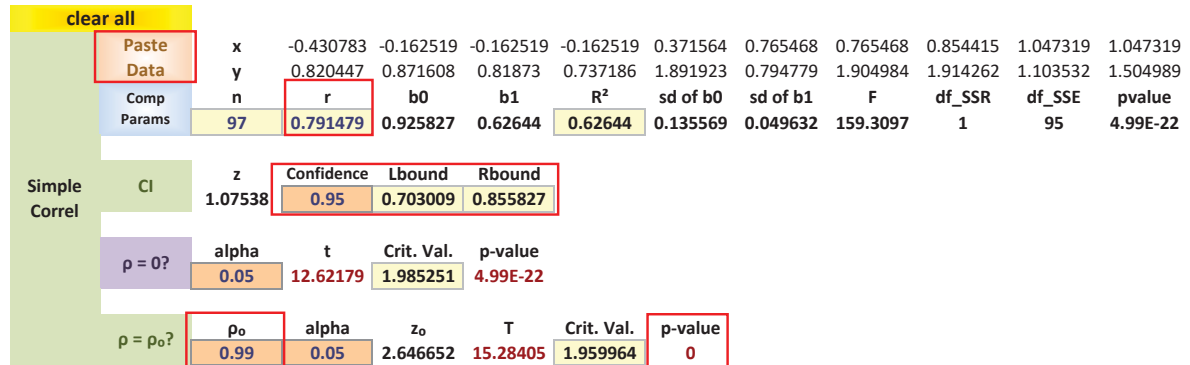 clear all
Paste x -0.430783 -0.162519 -0.162519 -0.162519 0.371564 0.765468 0.765468 0.854415 1.047319 1.047319
Data y 0.820447 0.871608 0.81873 0.737186 1.891923 0.794779 1.904984 1.914262 1.103532 1.504989
Comp n r b0 b1 R² sd of b0 sd of b1 F df_SSR df_SSE pvalue
Params 97 0.791479 0.925827 0.62644 0.62644 0.135569 0.049632 159.3097 1 95 4.99E-22
z Confidence Lbound Rbound
Simple CI 1.07538 0.95 0.703009 0.855827
Correl
alpha t Crit. Val. p-value
ρ = 0? 0.05 12.62179 1.985251 4.99E-22
ρ₀ alpha z₀ T Crit. Val. p-value
ρ = ρ₀? 0.99 0.05 2.646652 15.28405 1.959964 0